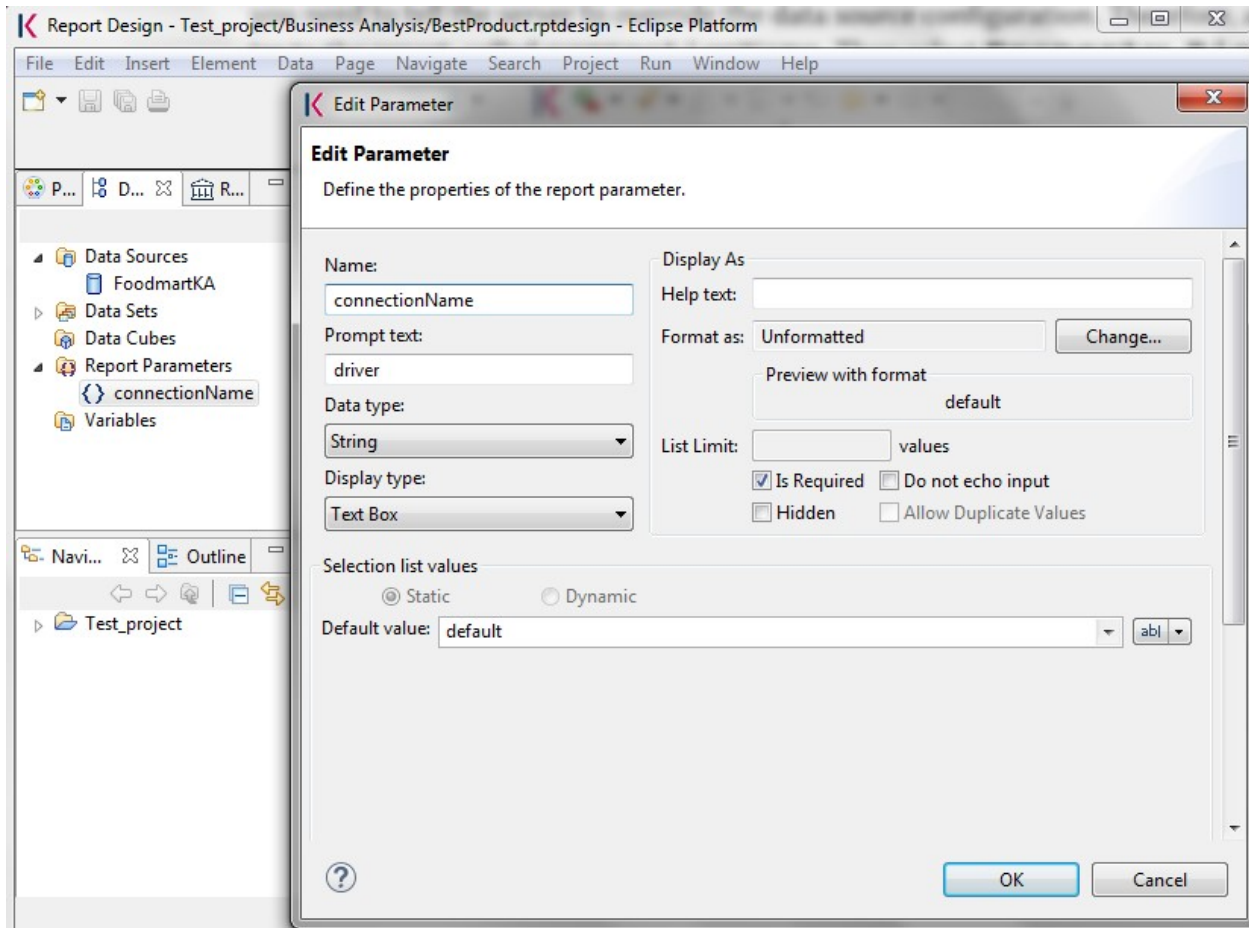 Report Design - Test_project/Business Analysis/BestProduct.rptdesign - Eclipse Platform
File Edit Insert Element Data Page Navigate Search Project Run Window Help
Edit Parameter
Edit Parameter
Define the properties of the report parameter.
P... D... R...
Data Sources
FoodmartKA
Data Sets
Data Cubes
Report Parameters
{} connectionName
Variables
Navi... Outline
Test_project
Name:
connectionName
Prompt text:
driver
Data type:
String
Display type:
Text Box
Display As
Help text:
Format as: Unformatted Change...
Preview with format
default
List Limit: values
Is Required Do not echo input
Hidden Allow Duplicate Values
Selection list values
Static Dynamic
Default value: default ab|
? OK Cancel